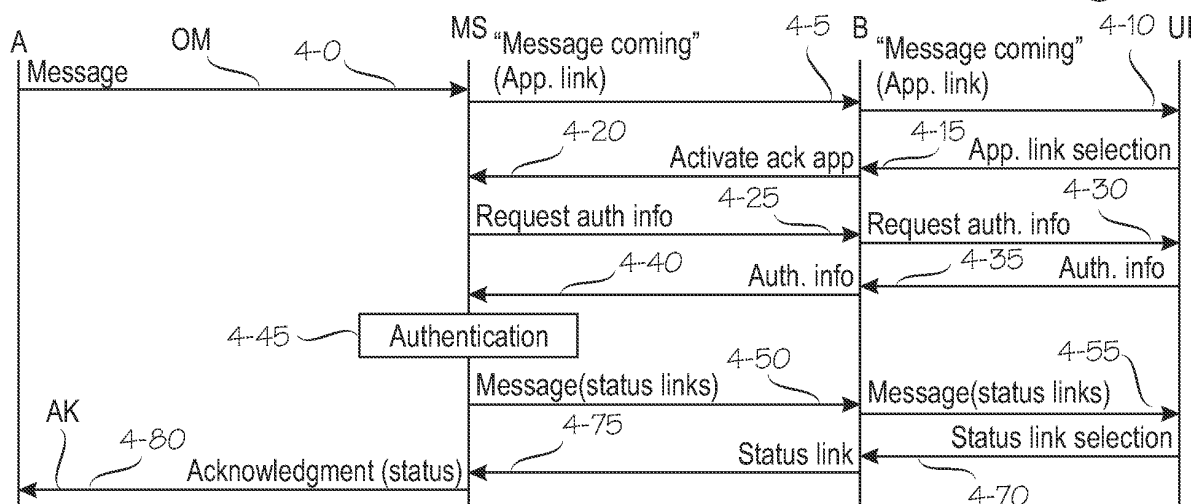 A
OM
4-0
MS
"Message coming"
(App. link)
4-5
B
"Message coming"
(App. link)
4-10
UI
Message
4-20
Activate ack app
4-15
App. link selection
Request auth info
4-25
Request auth. info
4-30
4-40
Auth. info
4-35
Auth. info
4-45
Authentication
Message(status links)
4-50
Message(status links)
4-55
AK
4-80
Acknowledgment (status)
4-75
Status link
Status link selection
4-70